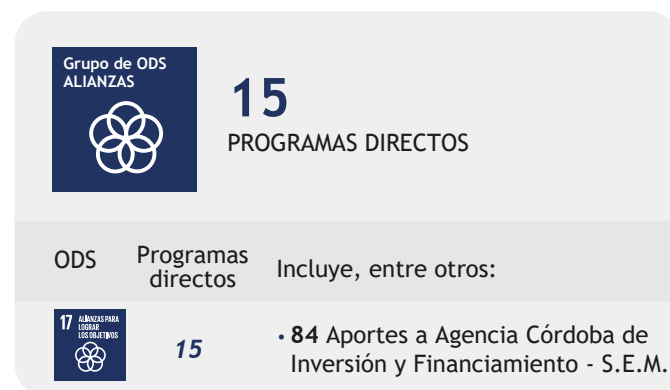 Grupo de ODS
ALIANZAS
15
PROGRAMAS DIRECTOS
ODS
Programas
directos
Incluye, entre otros:
17 ALIANZAS PARA
LOGRAR
LOS OBJETIVOS
15
• 84 Aportes a Agencia Córdoba de
Inversión y Financiamiento - S.E.M.